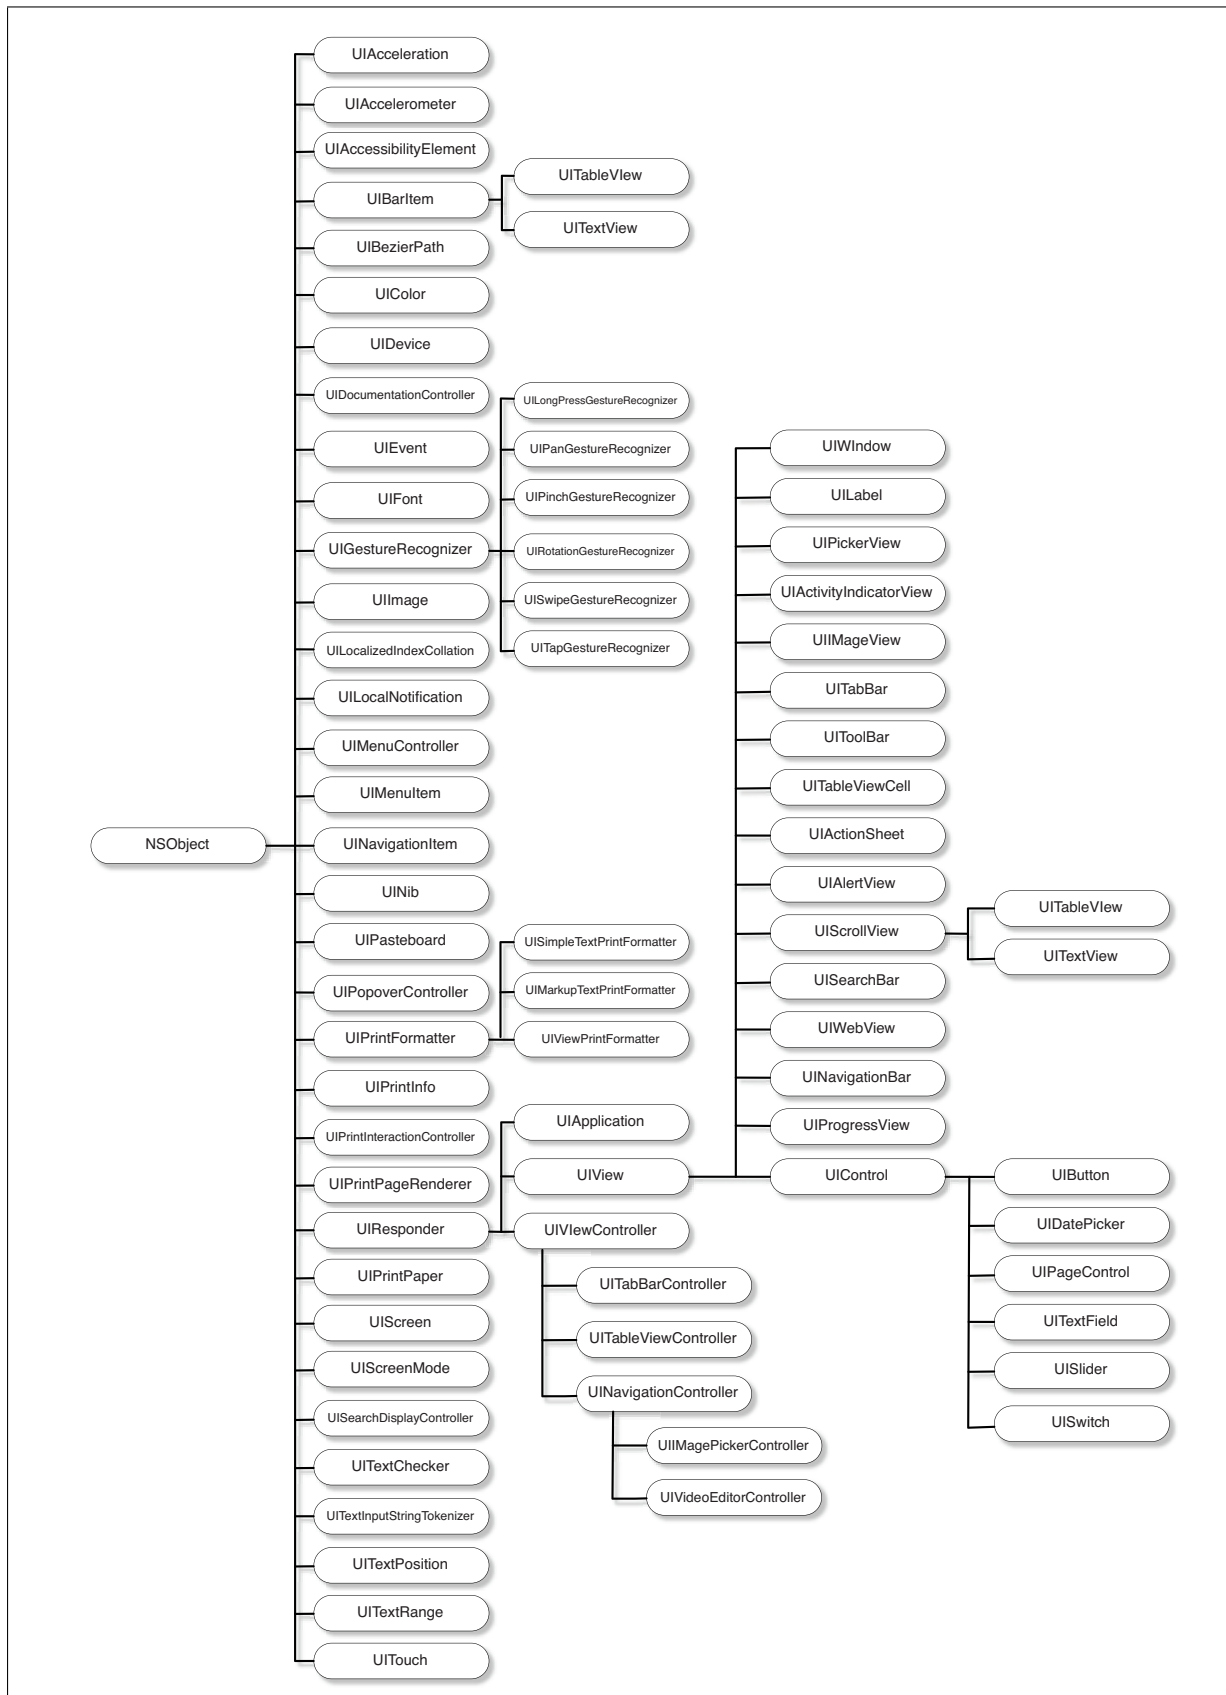 UIAcceleration
UIAccelerometer
UIAccessibilityElement
UITableVIew
UIBarItem
UITextView
UIBezierPath
UIColor
UIDevice
UIDocumentationController
UILongPressGestureRecognizer
UIEvent
UIPanGestureRecognizer
UIWIndow
UIFont
UIPinchGestureRecognizer
UILabel
UIGestureRecognizer
UIRotationGestureRecognizer
UIPickerView
UIImage
UISwipeGestureRecognizer
UIActivityIndicatorView
UILocalizedIndexCollation
UITapGestureRecognizer
UIIMageView
UILocalNotification
UITabBar
UIMenuController
UIToolBar
UIMenuItem
UITableViewCell
NSObject
UINavigationItem
UIActionSheet
UINib
UIAlertView
UITableVIew
UIPasteboard
UISimpleTextPrintFormatter
UIScrollView
UITextView
UIPopoverController
UIMarkupTextPrintFormatter
UISearchBar
UIPrintFormatter
UIViewPrintFormatter
UIWebView
UIPrintInfo
UINavigationBar
UIPrintInteractionController
UIApplication
UIProgressView
UIPrintPageRenderer
UIView
UIControl
UIButton
UIResponder
UIVIewController
UIDatePicker
UIPrintPaper
UITabBarController
UIPageControl
UIScreen
UITableViewController
UITextField
UIScreenMode
UINavigationController
UISlider
UISearchDisplayController
UISwitch
UITextChecker
UIIMagePickerController
UITextInputStringTokenizer
UIVideoEditorController
UITextPosition
UITextRange
UITouch